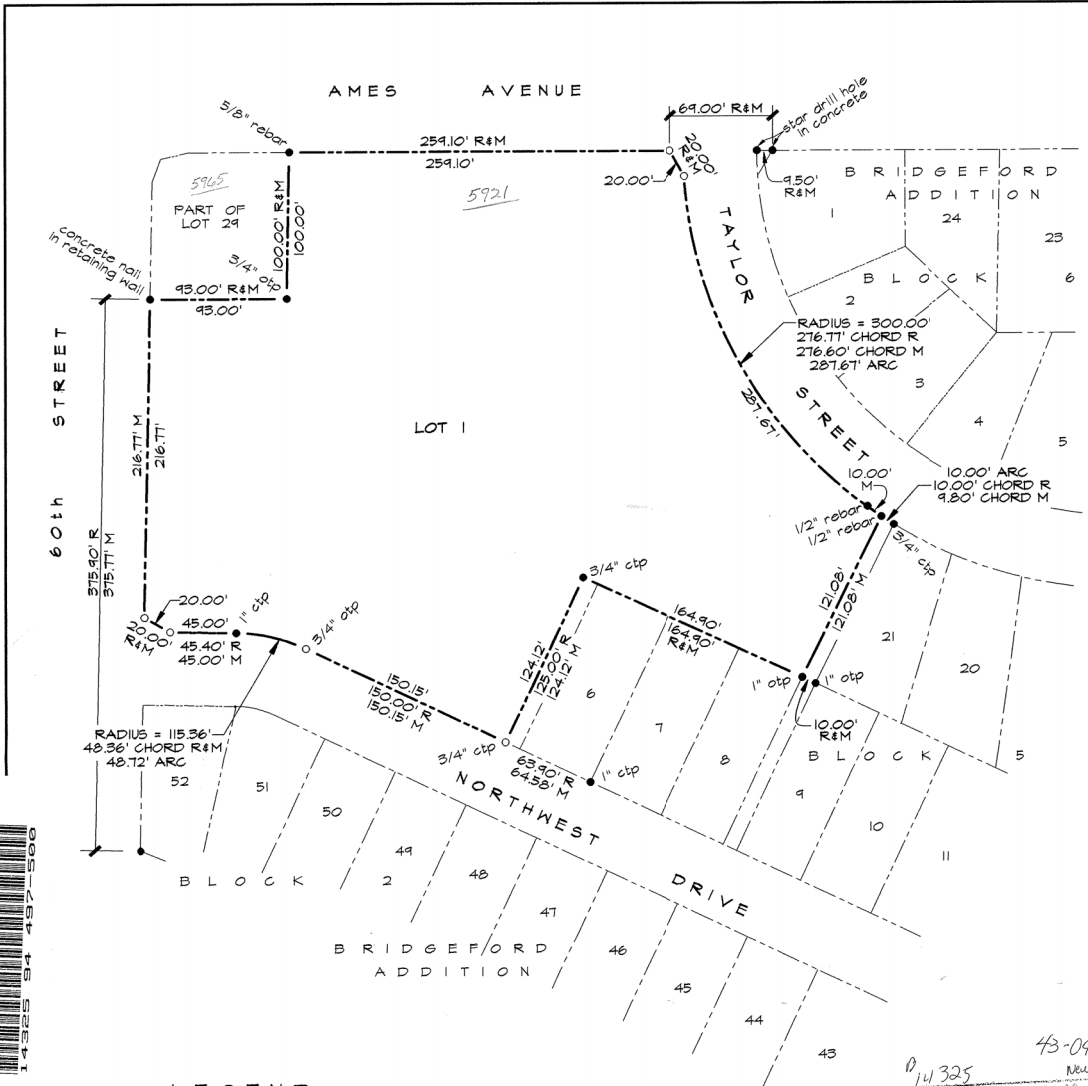 AMES AVENUE
5/8" rebar
259.10' R&M
259.10'
69.00' R&M
star drill hole
in concrete
20.00'
R&M
20.00'
9.50'
R&M
BRIDGEFORD
ADDITION
1
24
23
6
5965
PART OF
LOT 29
5921
100.00' R&M
100.00'
3/4" otp
concrete nail
in retaining wall
93.00' R&M
93.00'
TAYLOR
STREET
BLOCK
2
3
4
5
RADIUS = 300.00'
276.77' CHORD R
276.60' CHORD M
287.67' ARC
287.67'
60th STREET
216.77' M
216.77'
LOT 1
10.00'
M
10.00' ARC
10.00' CHORD R
9.80' CHORD M
1/2" rebar
1/2" rebar
3/4" ctp
375.90' R
375.77' M
20.00'
20.00'
R&M
45.00'
45.40' R
45.00' M
1" ctp
3/4" otp
3/4" ctp
164.90'
164.90'
R&M
121.08'
121.08' M
124.12'
125.00' R
124.12' M
150.15'
150.00' R
150.15' M
RADIUS = 115.36'
48.36' CHORD R&M
48.72' ARC
3/4" ctp
63.90' R
64.58' M
1" ctp
1" otp
1" otp
10.00'
R&M
6
7
8
9
10
11
21
20
5
BLOCK
NORTHWEST DRIVE
52
51
50
49
48
47
46
45
44
43
BLOCK 2
BRIDGEFORD
ADDITION
14325 94 497-500
LEGEND
B 14325
43-04
New